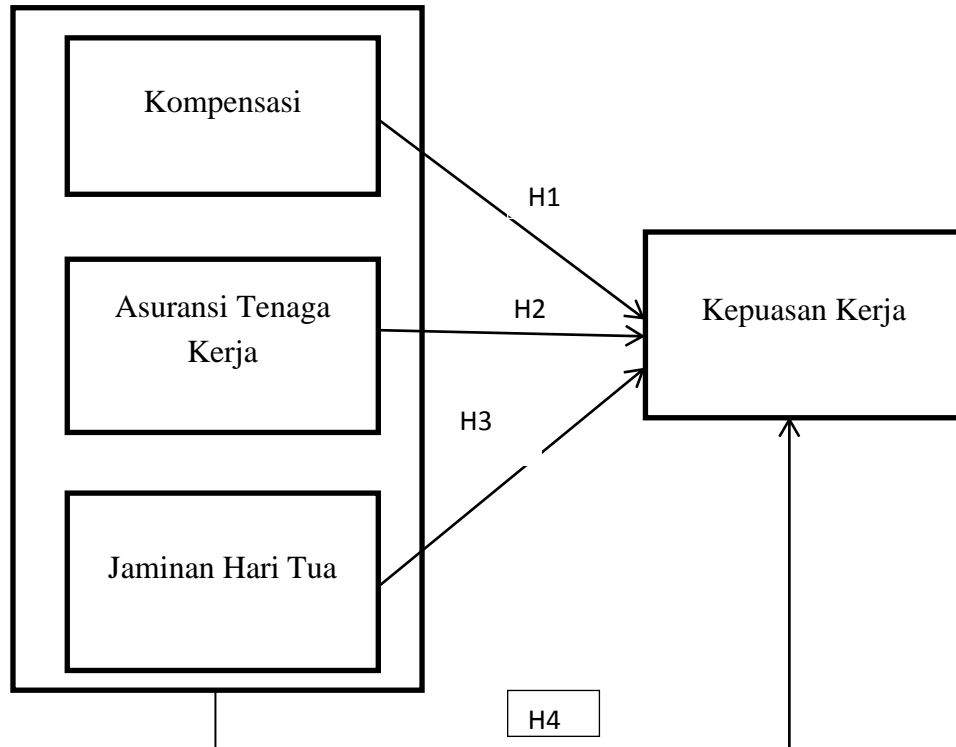 Kompensasi
H1
Asuransi Tenaga
Kerja
H2
Kepuasan Kerja
H3
Jaminan Hari Tua
H4